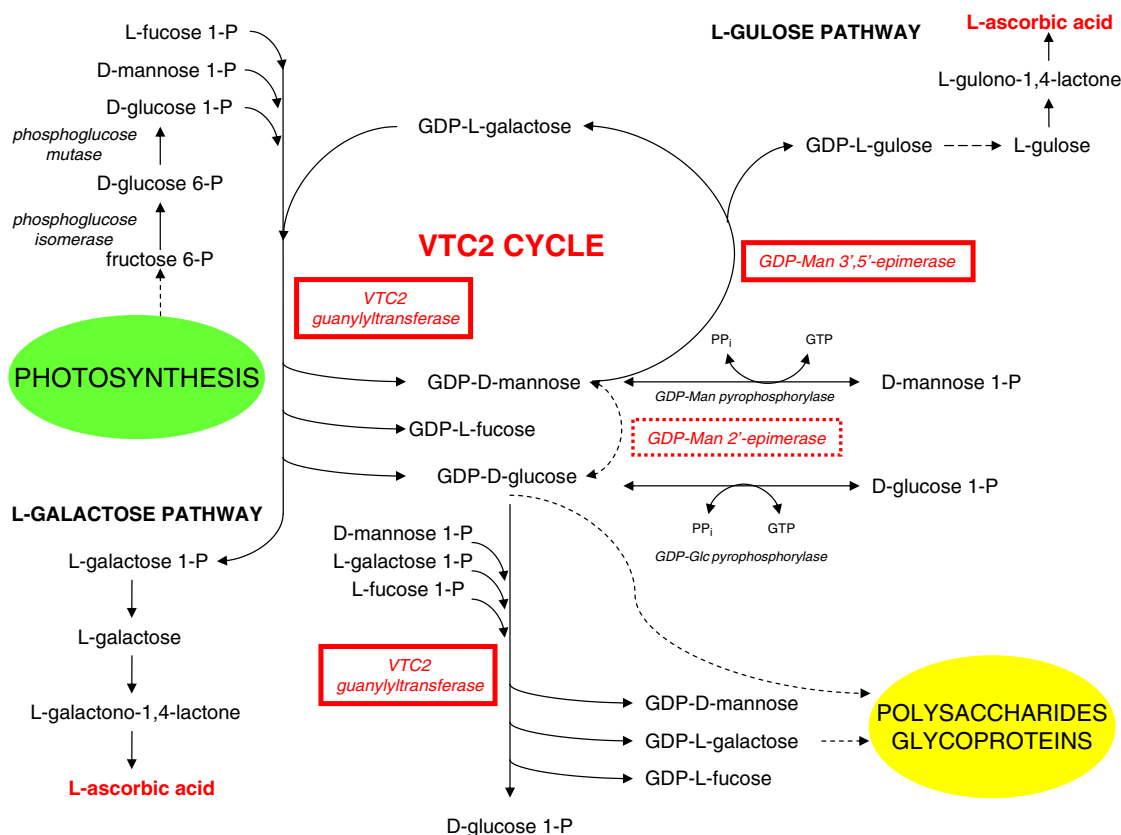 L-fucose 1-P
D-mannose 1-P
D-glucose 1-P
phosphoglucose
mutase
D-glucose 6-P
phosphoglucose
isomerase
fructose 6-P
PHOTOSYNTHESIS
L-GULOSE PATHWAY
L-ascorbic acid
L-gulono-1,4-lactone
GDP-L-gulose
L-gulose
GDP-L-galactose
VTC2 CYCLE
GDP-Man 3',5'-epimerase
VTC2
guanylyltransferase
GDP-D-mannose
PPi
GTP
GDP-Man pyrophosphorylase
D-mannose 1-P
GDP-L-fucose
GDP-Man 2'-epimerase
GDP-D-glucose
D-glucose 1-P
PPi
GTP
GDP-Glc pyrophosphorylase
L-GALACTOSE PATHWAY
L-galactose 1-P
L-galactose
L-galactono-1,4-lactone
L-ascorbic acid
D-mannose 1-P
L-galactose 1-P
L-fucose 1-P
VTC2
guanylyltransferase
GDP-D-mannose
GDP-L-galactose
GDP-L-fucose
D-glucose 1-P
POLYSACCHARIDES
GLYCOPROTEINS